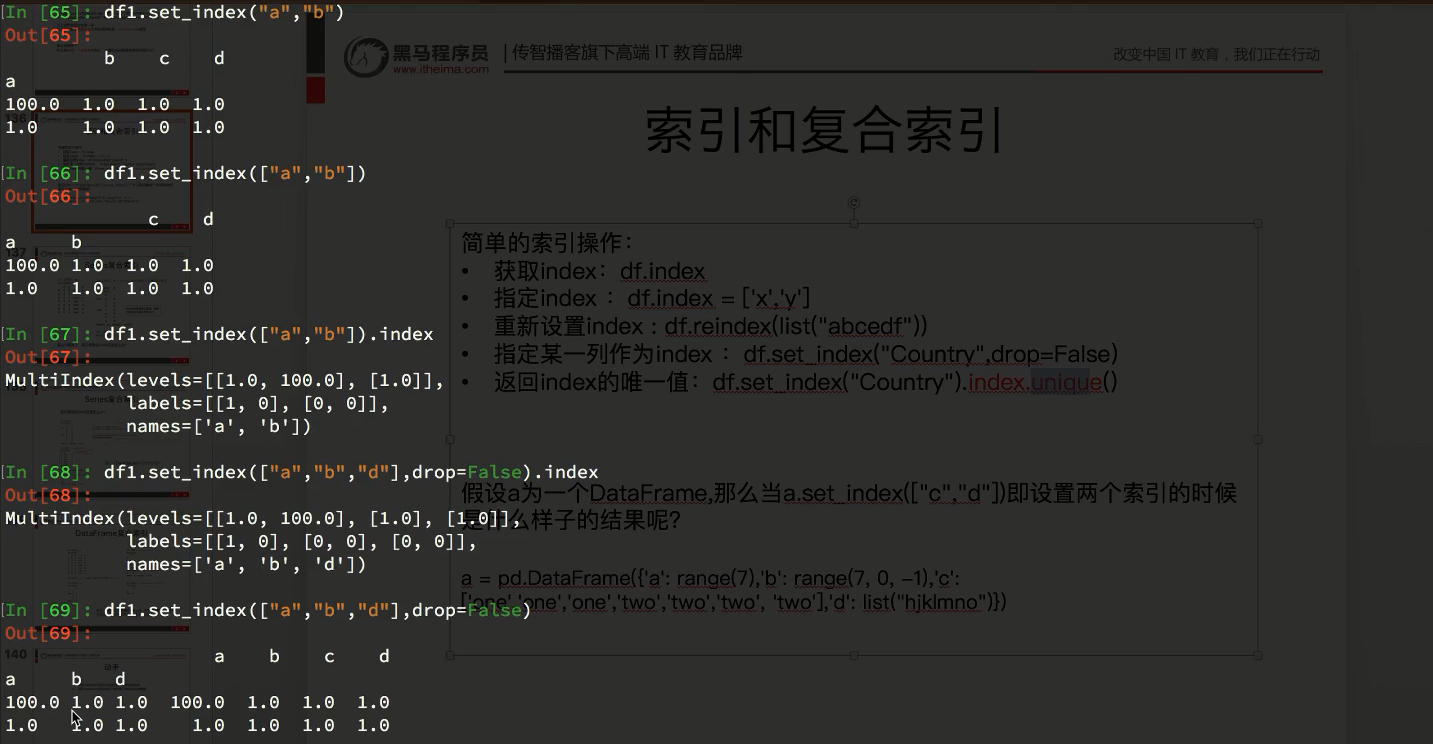 In [65]: df1.set_index("a","b")
Out[65]:
b c d
a
100.0 1.0 1.0 1.0
1.0 1.0 1.0 1.0
In [66]: df1.set_index(["a","b"])
Out[66]:
c d
a b
100.0 1.0 1.0 1.0
1.0 1.0 1.0 1.0
In [67]: df1.set_index(["a","b"]).index
Out[67]:
MultiIndex(levels=[[1.0, 100.0], [1.0]],
labels=[[1, 0], [0, 0]],
names=['a', 'b'])
In [68]: df1.set_index(["a","b","d"],drop=False).index
Out[68]:
MultiIndex(levels=[[1.0, 100.0], [1.0], [1.0]],
labels=[[1, 0], [0, 0], [0, 0]],
names=['a', 'b', 'd'])
In [69]: df1.set_index(["a","b","d"],drop=False)
Out[69]:
a b c d
a b d
100.0 1.0 1.0 100.0 1.0 1.0 1.0
1.0 1.0 1.0 1.0 1.0 1.0 1.0
黑马程序员 | 传智播客旗下高端 IT 教育品牌
www.itheima.com
改变中国 IT 教育，我们正在行动
索引和复合索引
简单的索引操作：
• 获取index：df.index
• 指定index ：df.index = ['x','y']
• 重新设置index : df.reindex(list("abcedf"))
• 指定某一列作为index ：df.set_index("Country",drop=False)
• 返回index的唯一值：df.set_index("Country").index.unique()
假设a为一个DataFrame,那么当a.set_index(["c","d"])即设置两个索引的时候
是什么样子的结果呢?
a = pd.DataFrame({'a': range(7),'b': range(7, 0, -1),'c':
['one','one','one','two','two','two', 'two'],'d': list("hjklmno")})
136
137
140
动手